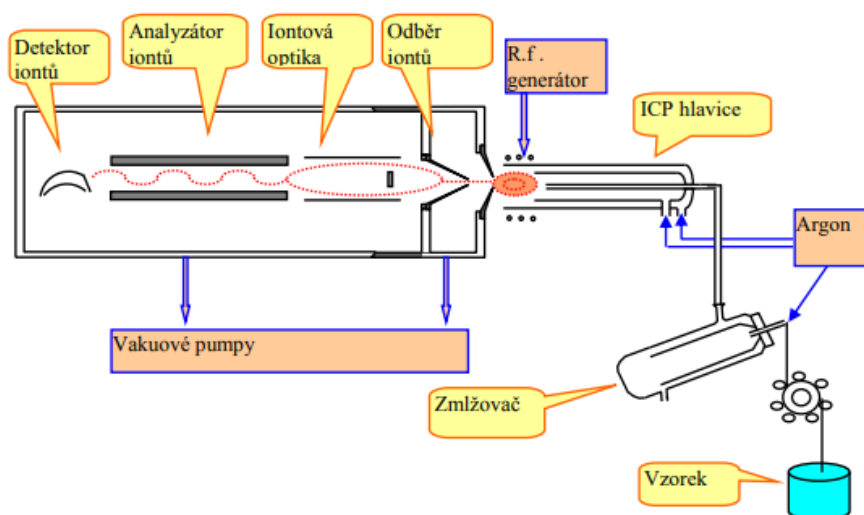 Detektor
iontů
Analyzátor
iontů
Iontová
optika
Odběr
iontů
R.f .
generátor
ICP hlavice
Argon
Vakuové pumpy
Zmlžovač
Vzorek